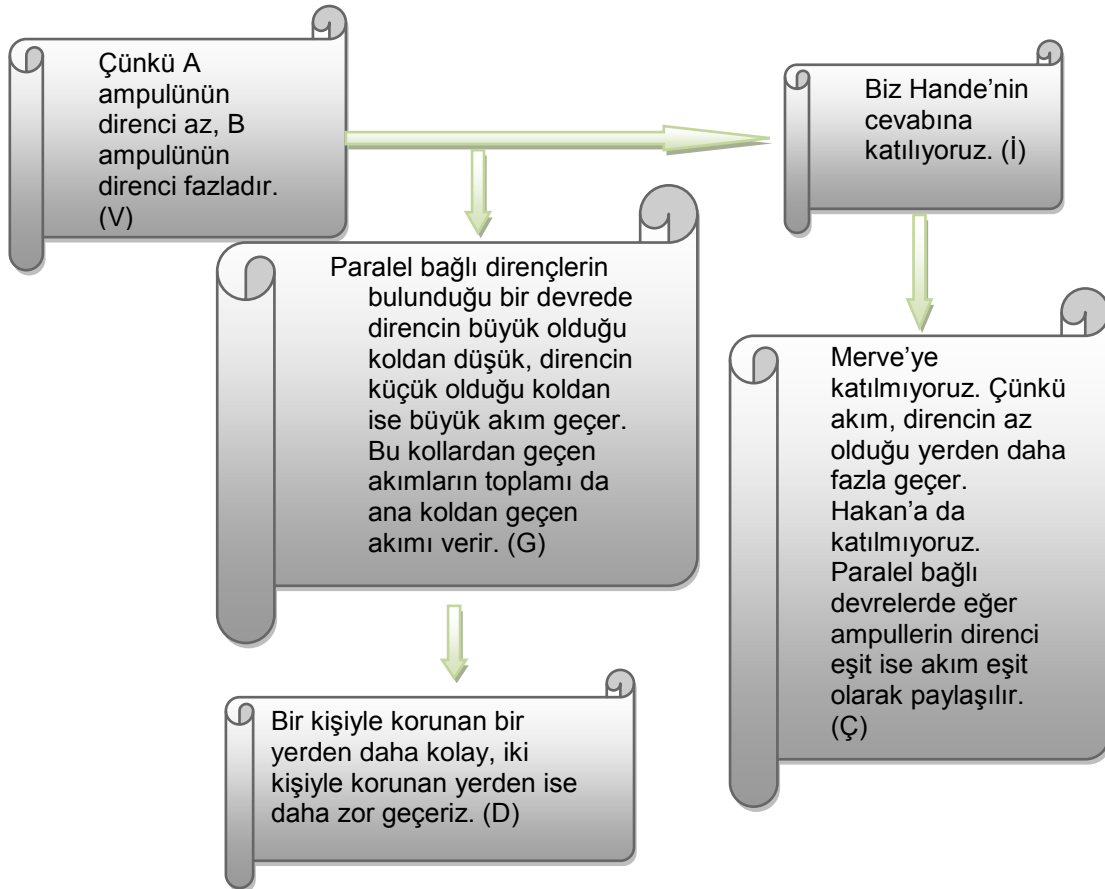 Çünkü A
ampulünün
direnci az, B
ampulünün
direnci fazladır.
(V)
Biz Hande’nin
cevabına
katılıyoruz. (İ)
Paralel bağlı dirençlerin
bulunduğu bir devrede
direncin büyük olduğu
koldan düşük, direncin
küçük olduğu koldan
ise büyük akım geçer.
Bu kollardan geçen
akımların toplamı da
ana koldan geçen
akımı verir. (G)
Merve’ye
katılmıyoruz. Çünkü
akım, direncin az
olduğu yerden daha
fazla geçer.
Hakan’a da
katılmıyoruz.
Paralel bağlı
devrelerde eğer
ampullerin direnci
eşit ise akım eşit
olarak paylaşılır.
(Ç)
Bir kişiyle korunan bir
yerden daha kolay, iki
kişiyle korunan yerden ise
daha zor geçeriz. (D)